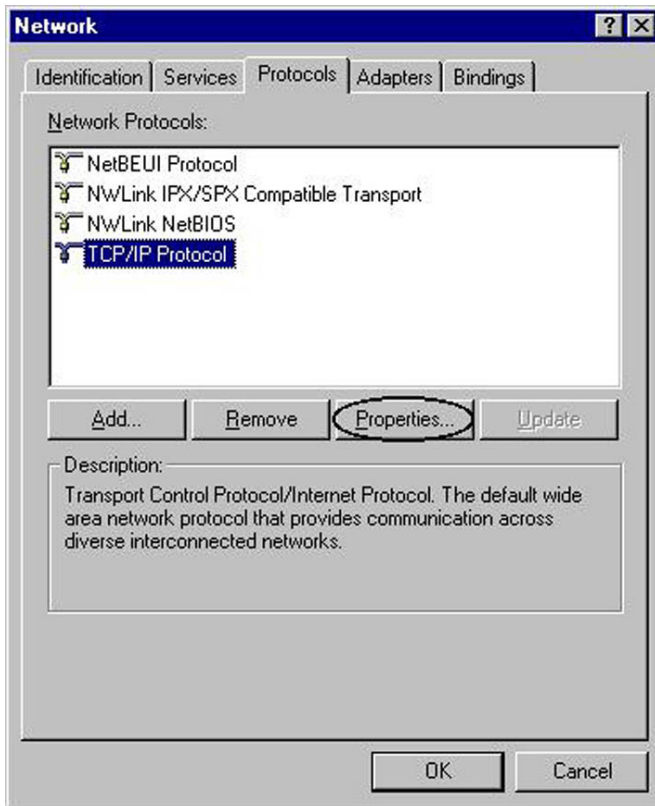 Network
Identification Services Protocols Adapters Bindings
Network Protocols:
NetBEUI Protocol
NWLink IPX/SPX Compatible Transport
NWLink NetBIOS
TCP/IP Protocol
Add... Remove Properties... Update
Description:
Transport Control Protocol/Internet Protocol. The default wide
area network protocol that provides communication across
diverse interconnected networks.
OK Cancel